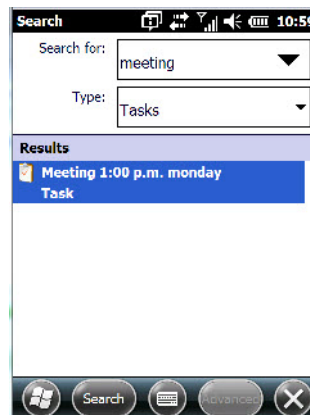 Search 10:59
Search for:
meeting
Type:
Tasks
Results
Meeting 1:00 p.m. monday
Task
Search Advanced